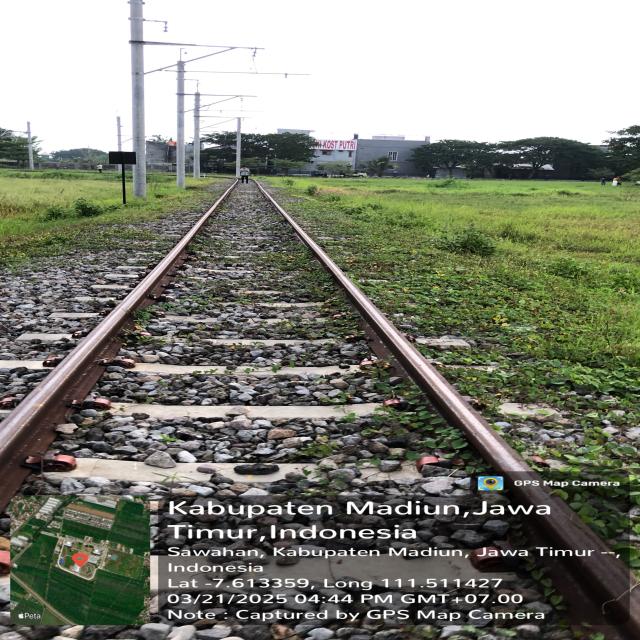 KOST PUTRI
GPS Map Camera
Kabupaten Madiun,Jawa
Timur,Indonesia
Sawahan, Kabupaten Madiun, Jawa Timur --,
Indonesia
Lat -7.613359, Long 111.511427
03/21/2025 04:44 PM GMT+07.00
Note : Captured by GPS Map Camera
Peta